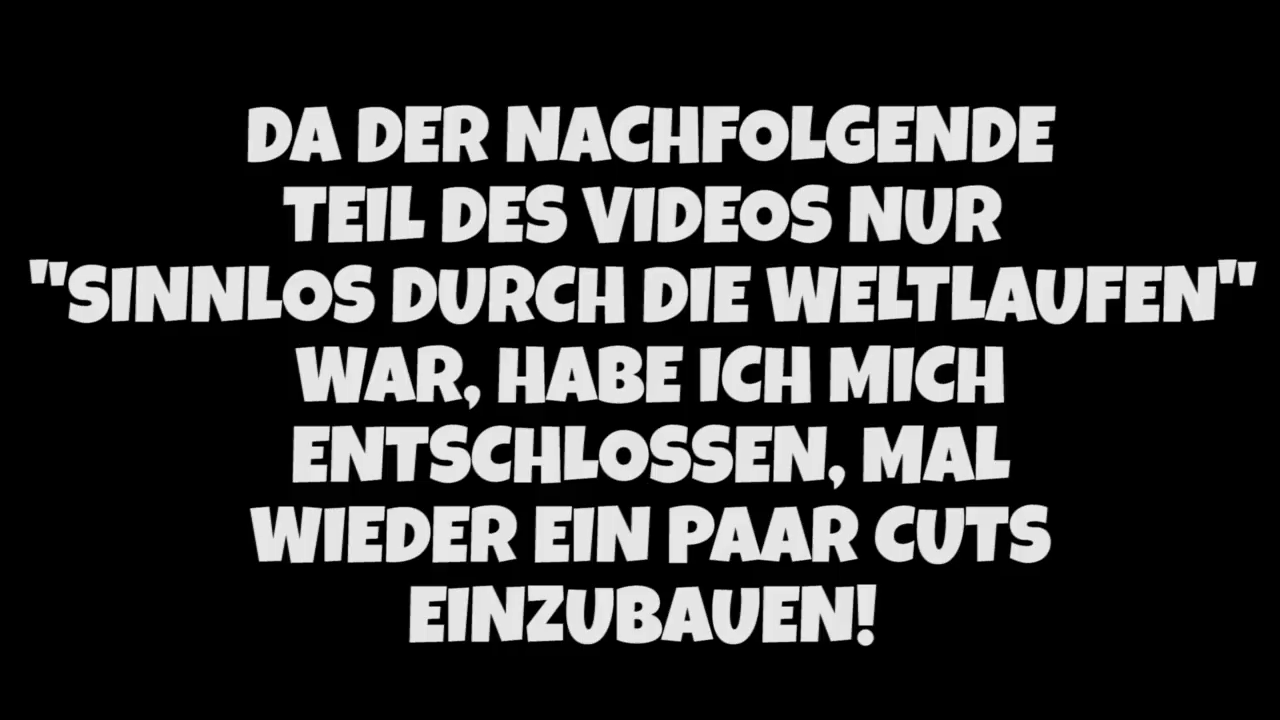 DA DER NACHFOLGENDE
TEIL DES VIDEOS NUR
"SINNLOS DURCH DIE WELTLAUFEN"
WAR, HABE ICH MICH
ENTSCHLOSSEN, MAL
WIEDER EIN PAAR CUTS
EINZUBAUEN!